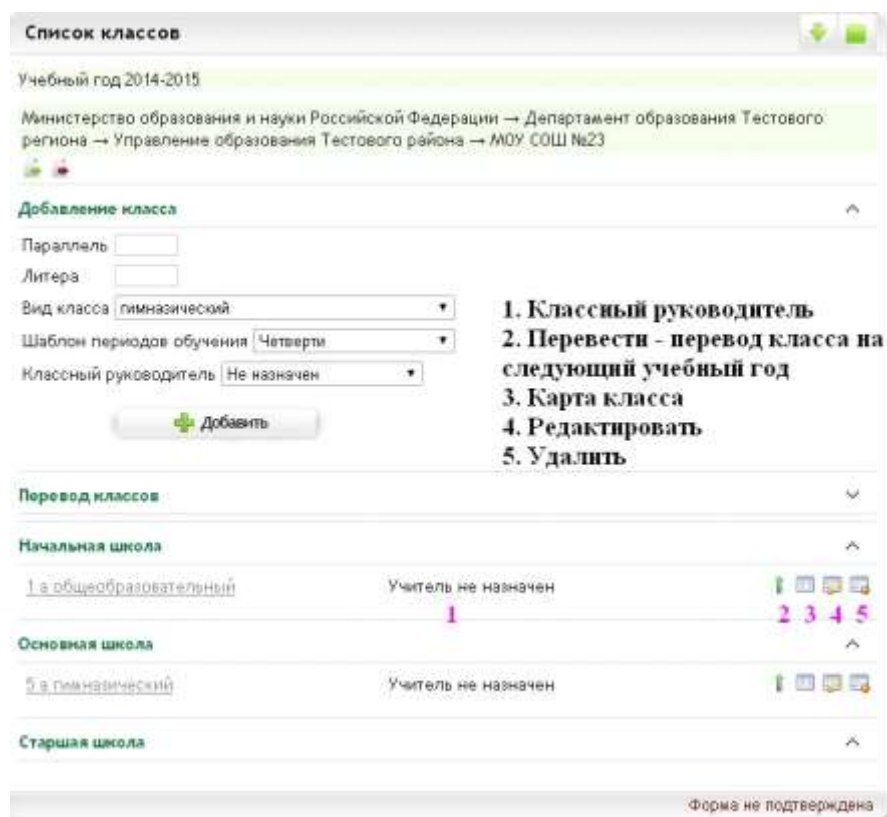 Список классов
Учебный год 2014-2015
Министерство образования и науки Российской Федерации → Департамент образования Тестового
региона → Управление образования Тестового района → МОУ СОШ №23
Добавление класса
Параллель
Литера
Вид класса гимназический
Шаблон периодов обучения Четверти
Классный руководитель Не назначен
Добавить
1. Классный руководитель
2. Перевести - перевод класса на
следующий учебный год
3. Карта класса
4. Редактировать
5. Удалить
Перевод классов
Начальная школа
1 а общеобразовательный Учитель не назначен
1 2 3 4 5
Основная школа
5 а гимназический Учитель не назначен
Старшая школа
Форма не подтверждена